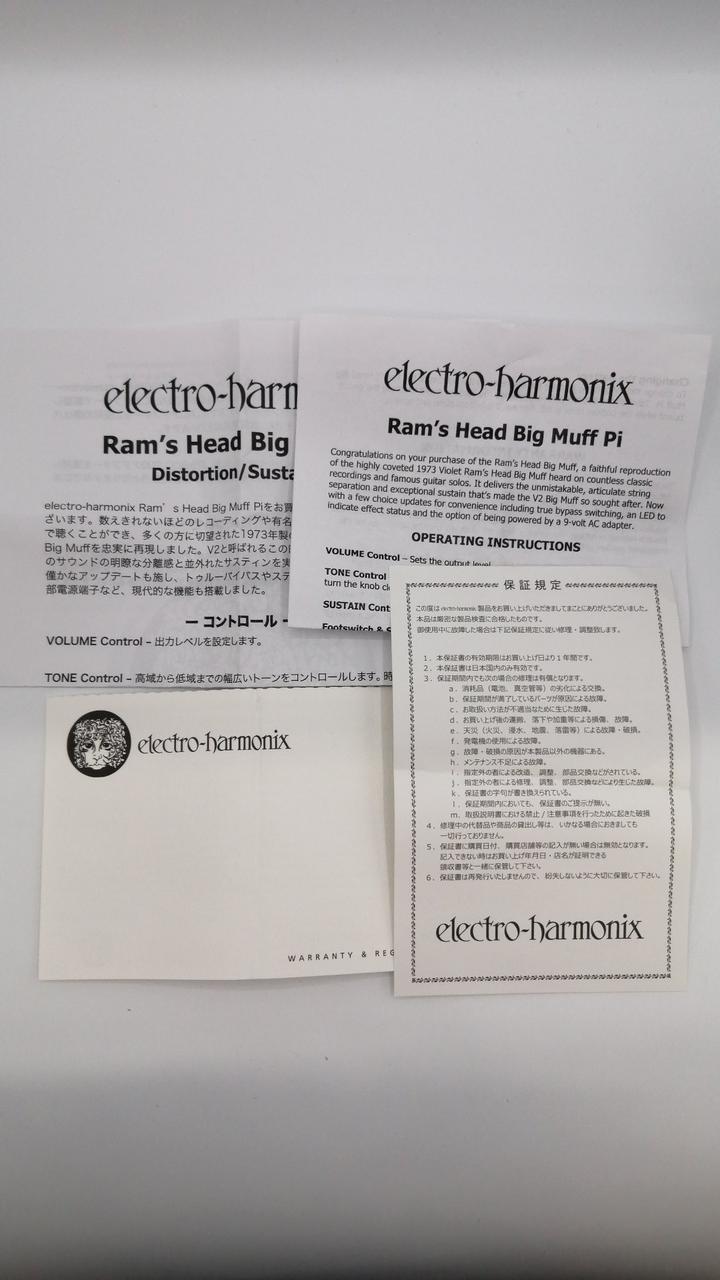 electro-harm
Ram's Head Big
Distortion/Susta
electro-harmonix Ram's Head Big Muff Piをお買
ざいます。数えきれないほどのレコーディングや有名
で聴くことができ、多くの方に切望された1973年製の
Big Muffを忠実に再現しました。V2と呼ばれるこの
のサウンドの明瞭な分離感と並外れたサスティンを実
僅かなアップデートも施し、トゥルーバイパスやステ
部電源端子など、現代的な機能も搭載しました。
— コントロール –
VOLUME Control – 出力レベルを設定します。
TONE Control – 高域から低域までの幅広いトーンをコントロールします。時
electro-harmonix
Ram's Head Big Muff Pi
Congratulations on your purchase of the Ram's Head Big Muff, a faithful reproduction
of the highly coveted 1973 Violet Ram's Head Big Muff heard on countless classic
recordings and famous guitar solos. It delivers the unmistakable, articulate string
separation and exceptional sustain that's made the V2 Big Muff so sought after. Now
with a few choice updates for convenience including true bypass switching, an LED to
indicate effect status and the option of being powered by a 9-volt AC adapter.
OPERATING INSTRUCTIONS
VOLUME Control – Sets the output level
TONE Control
turn the knob cl
SUSTAIN Cont
Footswitch & S
electro-harmonix
WARRANTY & REG
保証規定
この度は electro-harmonix 製品をお買い上げいただきましてまことにありがとうございました。
本品は厳密な製品検査に合格したものです。
御使用中に故障した場合は下記保証規定に従い修理・調整致します。
1．本保証書の有効期限はお買い上げ日より1年間です。
2．本保証書は日本国内のみ有効です。
3．保証期間内でも次の場合の修理は有償となります。
a．消耗品（電池、真空管等）の劣化による交換。
b．保証期間が満了しているパーツが原因による故障。
c．お取扱い方法が不適当なために生じた故障。
d．お買い上げ後の運搬、落下や加重等による損傷、故障。
e．天災（火災、浸水、地震、落雷等）による故障・破損。
f．発電機の使用による故障。
g．故障・破損の原因が本製品以外の機器にある。
h．メンテナンス不足による故障。
i．指定外の者による改造、調整、部品交換などがされている。
j．指定外の者による修理、調整、部品交換などにより生じた故障。
k．保証書の字句が書き換えられている。
l．保証期間内においても、保証書のご提示が無い。
m．取扱説明書における禁止／注意事項を行ったために起きた破損
4．修理中の代替品や商品の貸出し等は、いかなる場合におきましても
一切行っておりません。
5．保証書に購買日付、購買店舗等の記入が無い場合は無効となります。
記入できない時はお買い上げ年月日・店名が証明できる
領収書等と一緒に保管して下さい。
6．保証書は再発行いたしませんので、紛失しないように大切に保管して下さい。
electro-harmonix